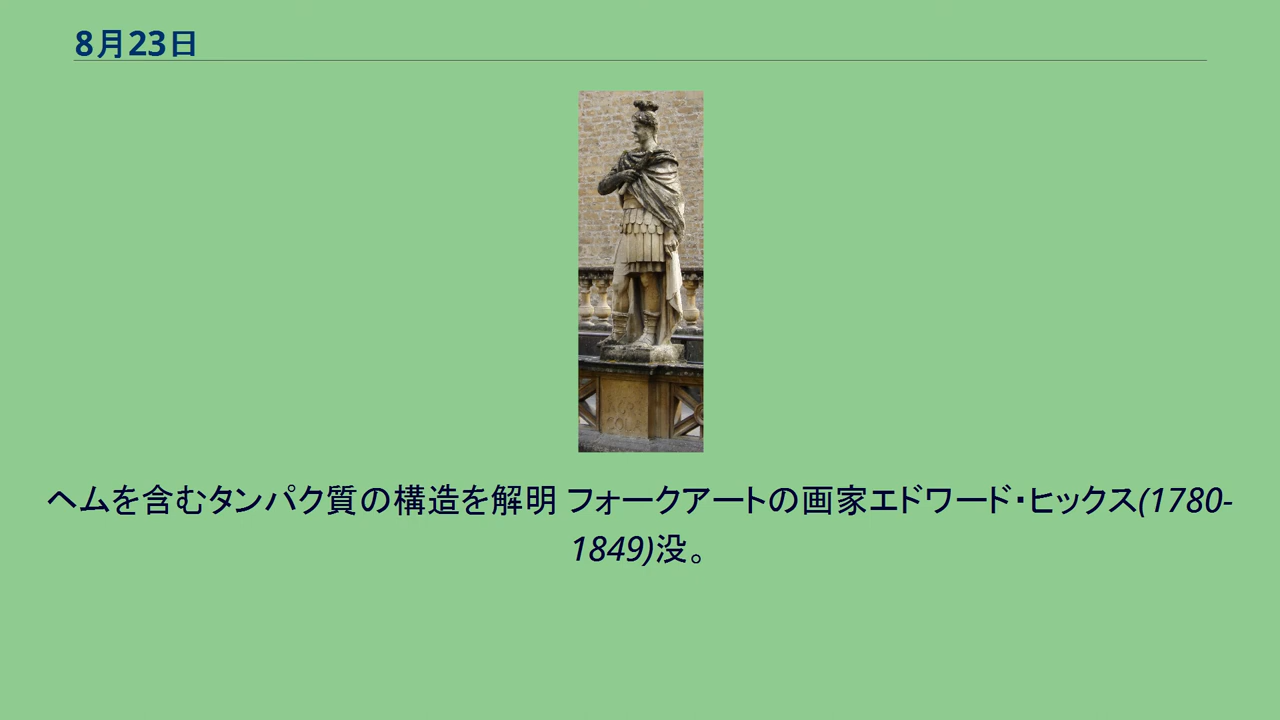 8月23日
ヘムを含むタンパク質の構造を解明 フォークアートの画家エドワード・ヒックス(1780-
1849)没。